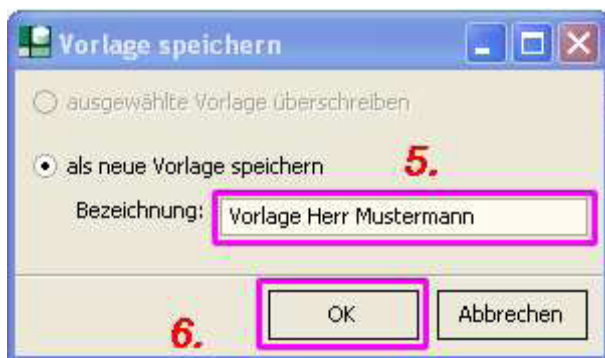 Vorlage speichern
ausgewählte Vorlage überschreiben
als neue Vorlage speichern 5.
Bezeichnung: Vorlage Herr Mustermann
6. OK Abbrechen